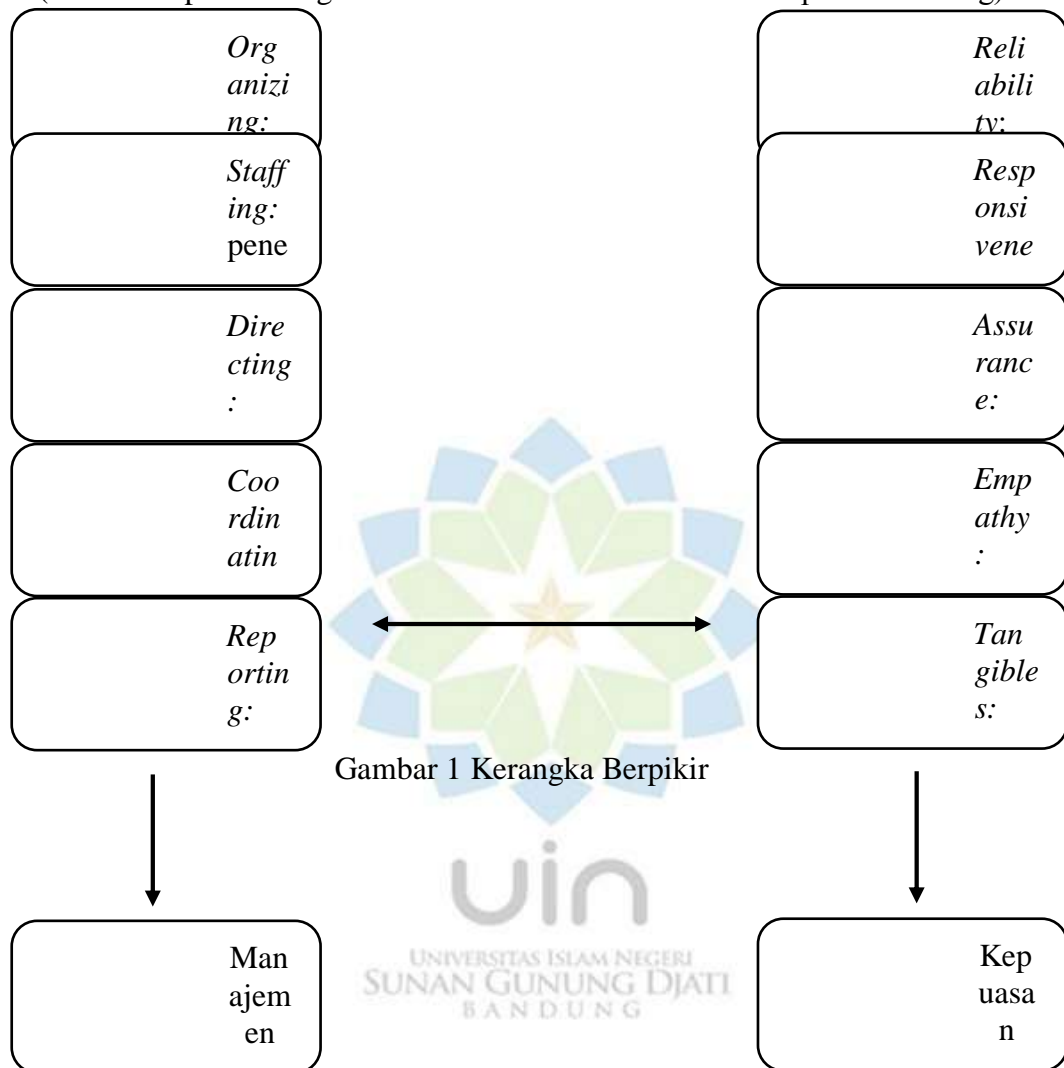 Org
anizi
ng:
Staff
ing:
pene
Dire
cting
:
Coo
rdin
atin
Rep
ortin
g:
Reli
abili
ty:
Resp
onsi
vene
Assu
ranc
e:
Emp
athy
:
Tan
gible
s:
Gambar 1 Kerangka Berpikir
Man
ajem
en
Kep
uasa
n
uin
UNIVERSITAS ISLAM NEGERI
SUNAN GUNUNG DJATI
BANDUNG